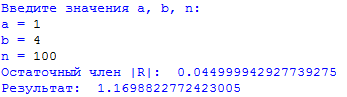 Введите значения a, b, n:
a = 1
b = 4
n = 100
Остаточный член |R|:  0.044999942927739275
Результат:  1.1698822772423005